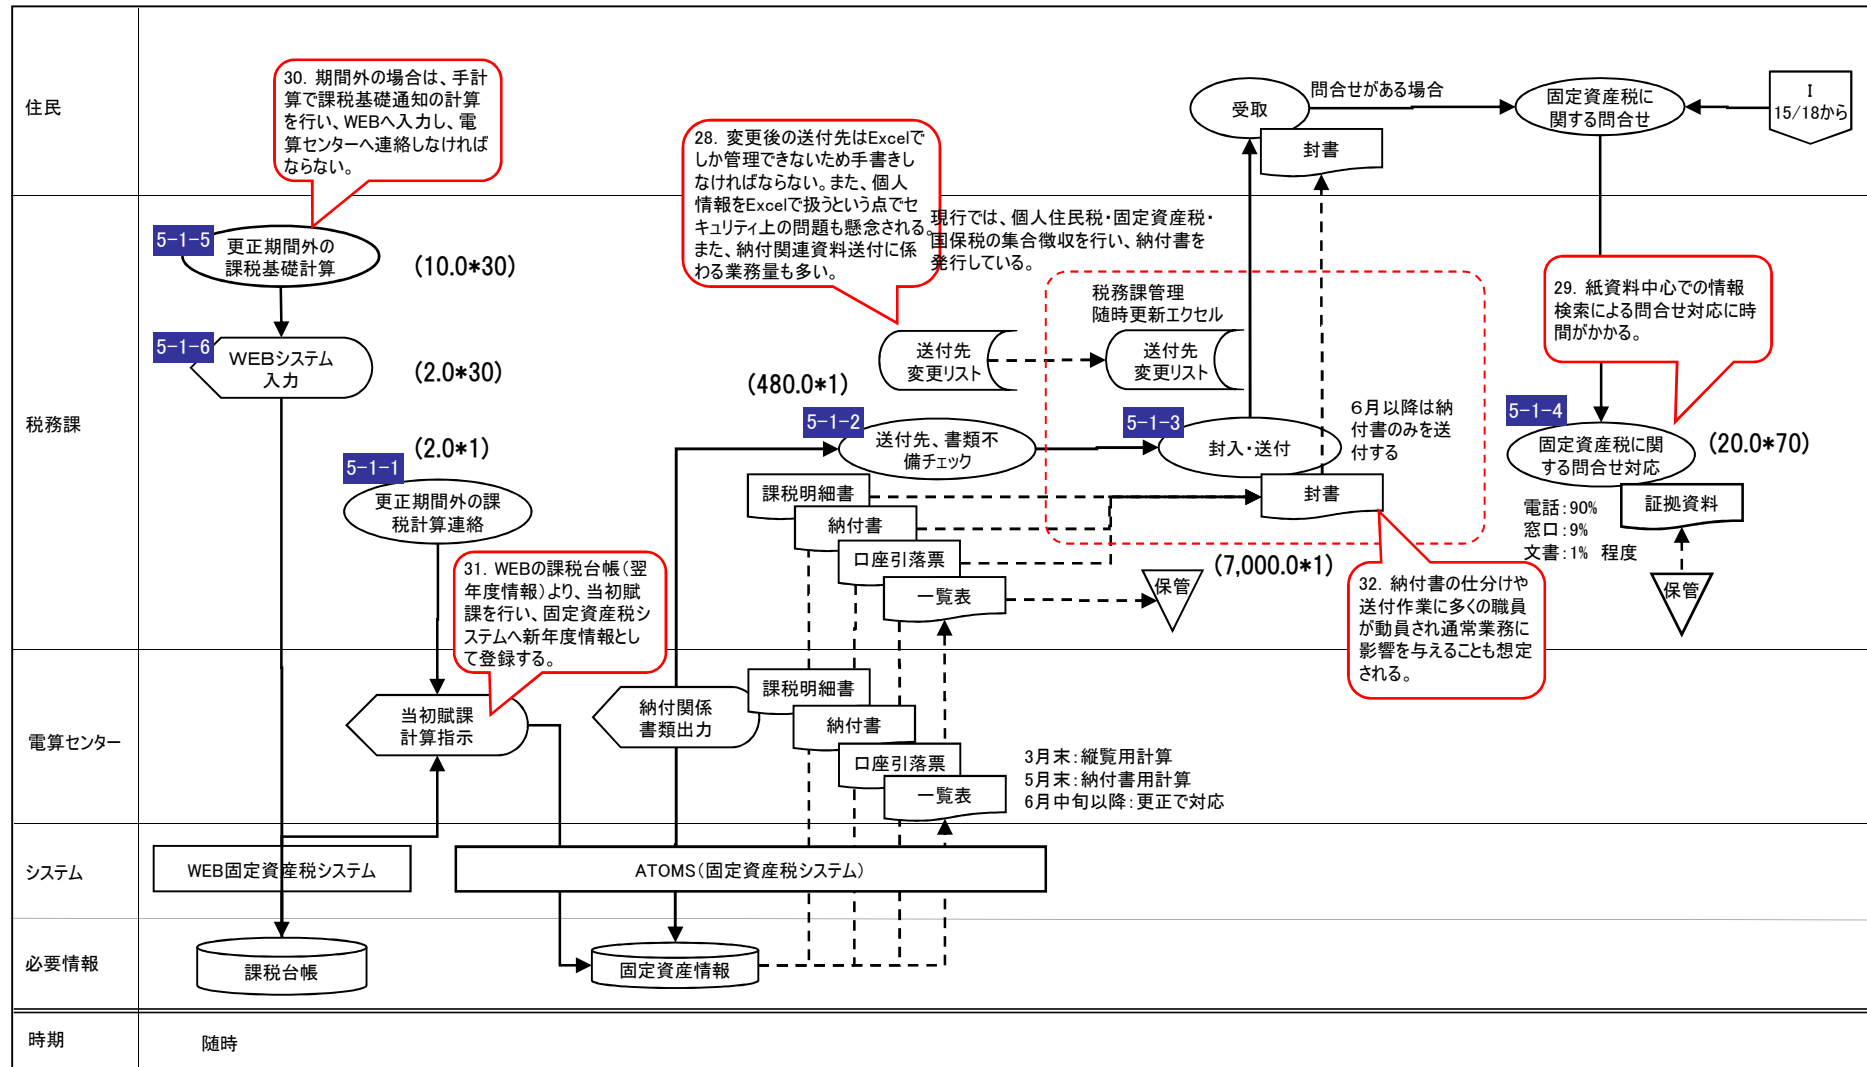 住民
30. 期間外の場合は、手計
算で課税基礎通知の計算
を行い、WEBへ入力し、電
算センターへ連絡しなければ
ならない。
28. 変更後の送付先はExcelで
しか管理できないため手書きし
なければならない。また、個人
情報をExcelで扱うという点でセ
キュリティ上の問題も懸念される。
また、納付関連資料送付に係
わる業務量も多い。
受取
封書
問合せがある場合
固定資産税に
関する問合せ
I
15/18から
税務課
5-1-5
更正期間外の
課税基礎計算
(10.0*30)
5-1-6
WEBシステム
入力
(2.0*30)
(2.0*1)
5-1-1
更正期間外の課
税計算連絡
31. WEBの課税台帳(翌
年度情報)より、当初賦
課を行い、固定資産税シ
ステムへ新年度情報とし
て登録する。
現行では、個人住民税・固定資産税・
国保税の集合徴収を行い、納付書を
発行している。
税務課管理
随時更新エクセル
送付先
変更リスト
送付先
変更リスト
(480.0*1)
5-1-2
送付先、書類不
備チェック
5-1-3
封入・送付
6月以降は納
付書のみを送
付する
封書
課税明細書
納付書
口座引落票
一覧表
保管
(7,000.0*1)
29. 紙資料中心での情報
検索による問合せ対応に時
間がかかる。
5-1-4
固定資産税に関
する問合せ対応
(20.0*70)
証拠資料
電話:90%
窓口:9%
文書:1% 程度
保管
32. 納付書の仕分けや
送付作業に多くの職員
が動員され通常業務に
影響を与えることも想定
される。
電算センター
当初賦課
計算指示
納付関係
書類出力
課税明細書
納付書
口座引落票
一覧表
3月末:縦覧用計算
5月末:納付書用計算
6月中旬以降:更正で対応
システム
WEB固定資産税システム
ATOMS(固定資産税システム)
必要情報
課税台帳
固定資産情報
時期
随時